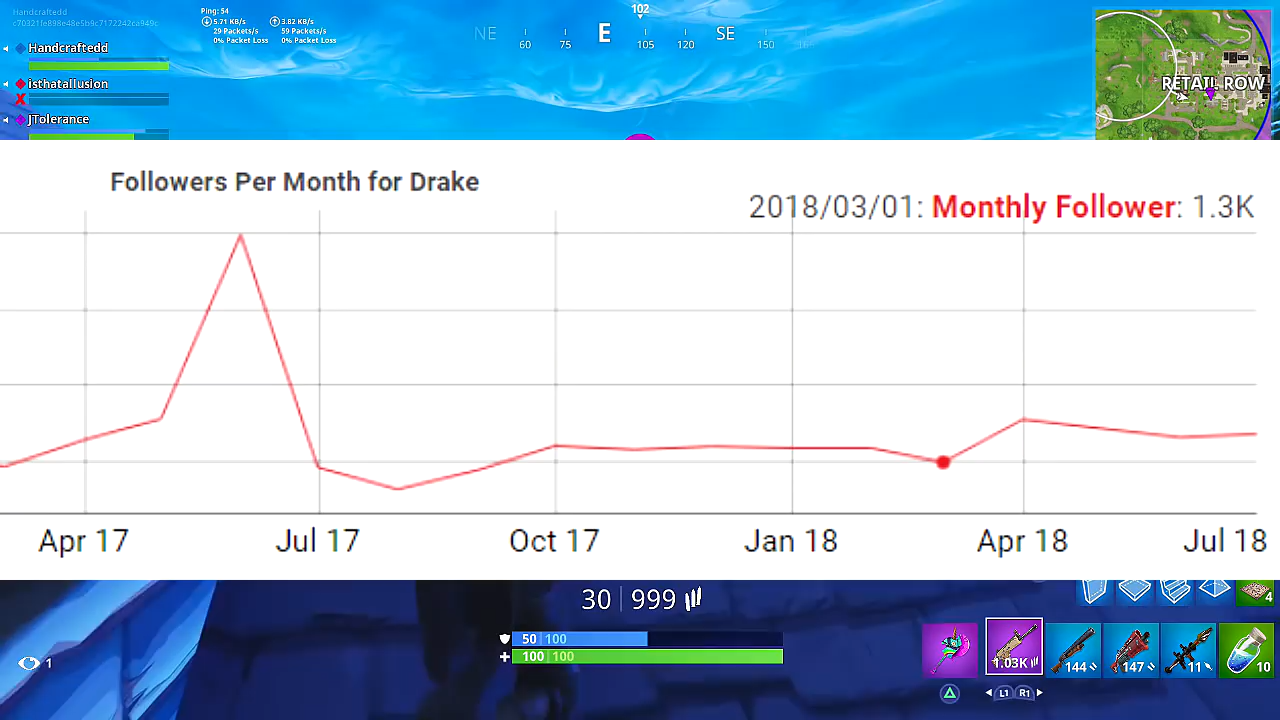 Handcraftedd
Ping: 54
5.71 KB/s 3.82 KB/s
29 Packets/s 59 Packets/s
0% Packet Loss 0% Packet Loss
102
NE 60 75 E 105 120 SE 150
Handcraftedd
isthatallusion
JTolerance
RETAIL ROW
Followers Per Month for Drake
2018/03/01: Monthly Follower: 1.3K
Apr 17 Jul 17 Oct 17 Jan 18 Apr 18 Jul 18
30 | 999
4
50 | 100
100 | 100
1
1.03K 144 147 11 10
L1 R1